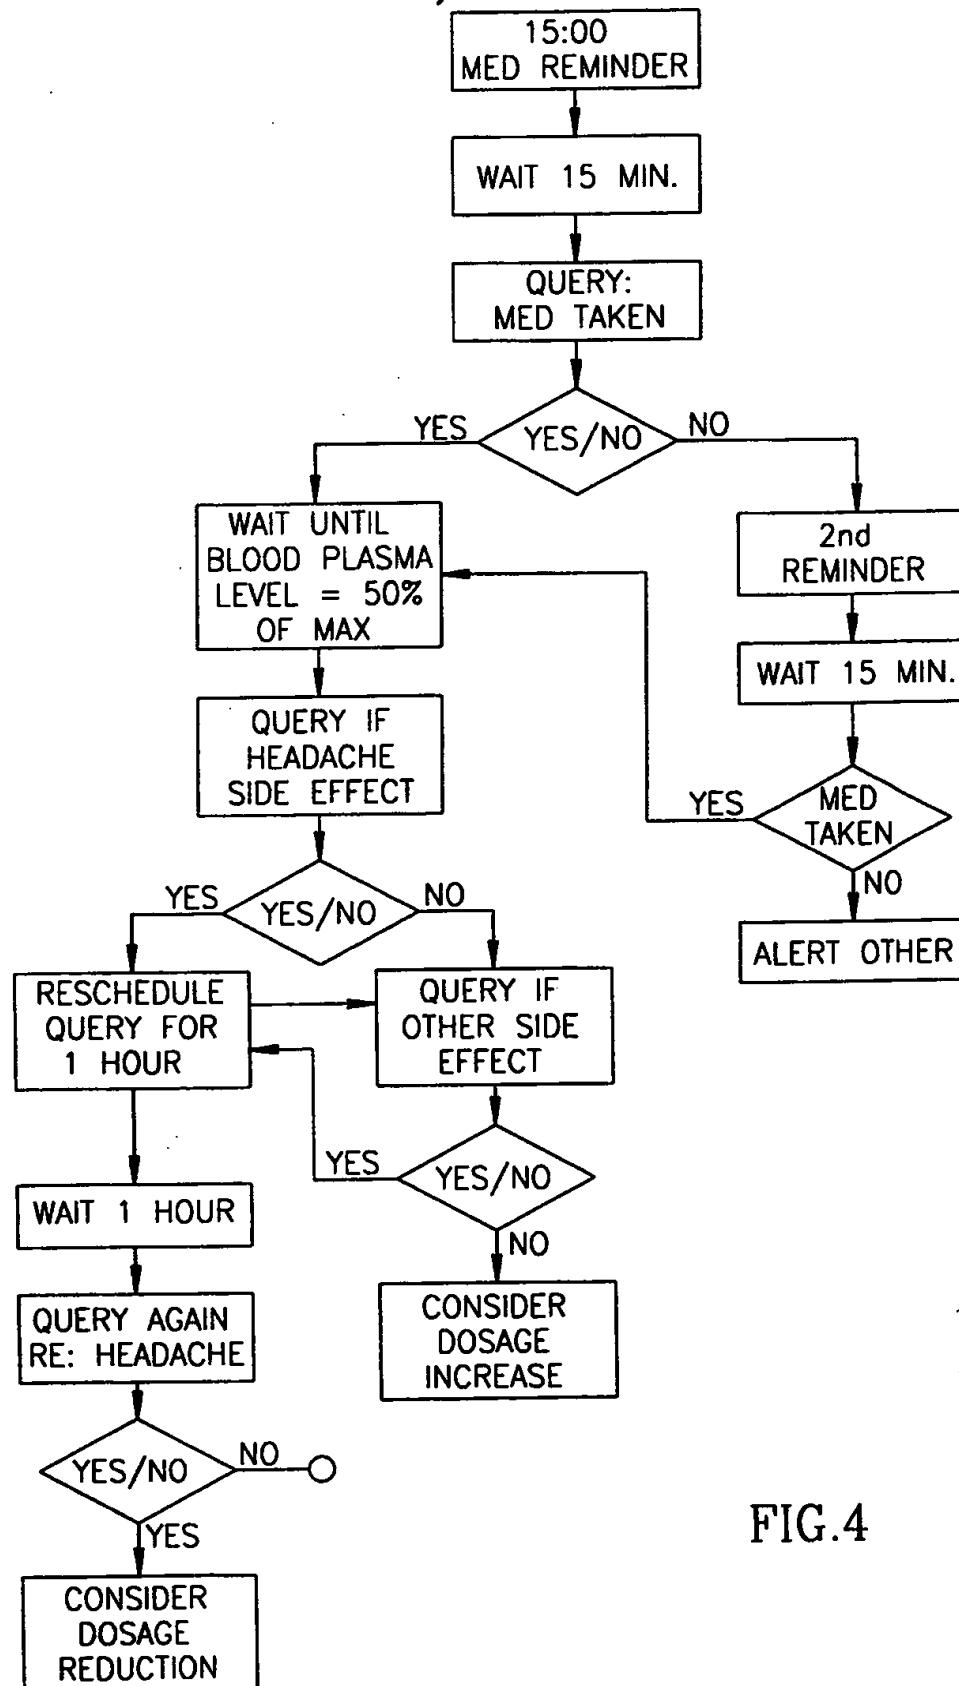 15:00
MED REMINDER
WAIT 15 MIN.
QUERY:
MED TAKEN
YES
YES/NO
NO
WAIT UNTIL
BLOOD PLASMA
LEVEL = 50%
OF MAX
2nd
REMINDER
WAIT 15 MIN.
QUERY IF
HEADACHE
SIDE EFFECT
YES
MED
TAKEN
NO
ALERT OTHER
YES
YES/NO
NO
RESCHEDULE
QUERY FOR
1 HOUR
QUERY IF
OTHER SIDE
EFFECT
YES
YES/NO
NO
WAIT 1 HOUR
CONSIDER
DOSAGE
INCREASE
QUERY AGAIN
RE: HEADACHE
YES/NO
NO
YES
CONSIDER
DOSAGE
REDUCTION
FIG.4